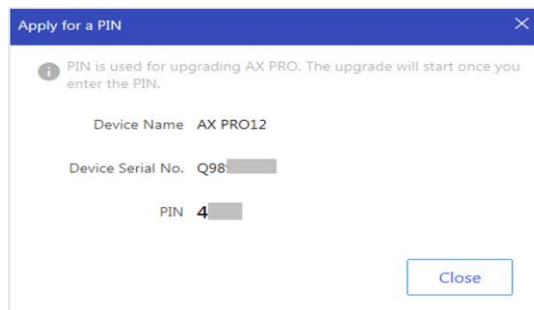 Apply for a PIN
PIN is used for upgrading AX PRO. The upgrade will start once you
enter the PIN.
Device Name AX PRO12
Device Serial No. Q98
PIN 4
Close